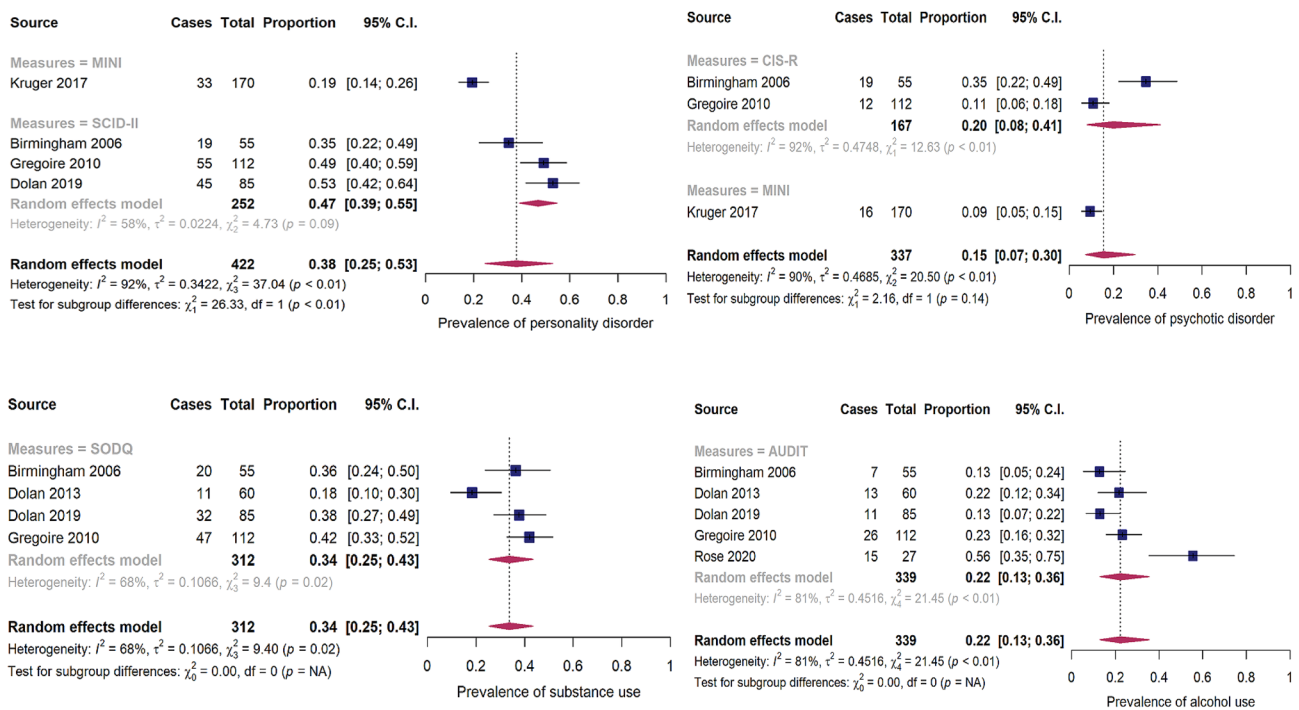 Source Cases Total Proportion 95% C.I.
Measures = MINI
Kruger 2017 33 170 0.19 [0.14; 0.26]
Measures = SCID-II
Birmingham 2006 19 55 0.35 [0.22; 0.49]
Gregoire 2010 55 112 0.49 [0.40; 0.59]
Dolan 2019 45 85 0.53 [0.42; 0.64]
Random effects model 252 0.47 [0.39; 0.55]
Heterogeneity: I² = 58%, τ² = 0.0224, χ²₂ = 4.73 (p = 0.09)
Random effects model 422 0.38 [0.25; 0.53]
Heterogeneity: I² = 92%, τ² = 0.3422, χ²₃ = 37.04 (p < 0.01)
Test for subgroup differences: χ²₁ = 26.33, df = 1 (p < 0.01)
0 0.2 0.4 0.6 0.8 1
Prevalence of personality disorder
Source Cases Total Proportion 95% C.I.
Measures = CIS-R
Birmingham 2006 19 55 0.35 [0.22; 0.49]
Gregoire 2010 12 112 0.11 [0.06; 0.18]
Random effects model 167 0.20 [0.08; 0.41]
Heterogeneity: I² = 92%, τ² = 0.4748, χ²₁ = 12.63 (p < 0.01)
Measures = MINI
Kruger 2017 16 170 0.09 [0.05; 0.15]
Random effects model 337 0.15 [0.07; 0.30]
Heterogeneity: I² = 90%, τ² = 0.4685, χ²₂ = 20.50 (p < 0.01)
Test for subgroup differences: χ²₁ = 2.16, df = 1 (p = 0.14)
0 0.2 0.4 0.6 0.8 1
Prevalence of psychotic disorder
Source Cases Total Proportion 95% C.I.
Measures = SODQ
Birmingham 2006 20 55 0.36 [0.24; 0.50]
Dolan 2013 11 60 0.18 [0.10; 0.30]
Dolan 2019 32 85 0.38 [0.27; 0.49]
Gregoire 2010 47 112 0.42 [0.33; 0.52]
Random effects model 312 0.34 [0.25; 0.43]
Heterogeneity: I² = 68%, τ² = 0.1066, χ²₃ = 9.4 (p = 0.02)
Random effects model 312 0.34 [0.25; 0.43]
Heterogeneity: I² = 68%, τ² = 0.1066, χ²₃ = 9.40 (p = 0.02)
Test for subgroup differences: χ²₀ = 0.00, df = 0 (p = NA)
0 0.2 0.4 0.6 0.8 1
Prevalence of substance use
Source Cases Total Proportion 95% C.I.
Measures = AUDIT
Birmingham 2006 7 55 0.13 [0.05; 0.24]
Dolan 2013 13 60 0.22 [0.12; 0.34]
Dolan 2019 11 85 0.13 [0.07; 0.22]
Gregoire 2010 26 112 0.23 [0.16; 0.32]
Rose 2020 15 27 0.56 [0.35; 0.75]
Random effects model 339 0.22 [0.13; 0.36]
Heterogeneity: I² = 81%, τ² = 0.4516, χ²₄ = 21.45 (p < 0.01)
Random effects model 339 0.22 [0.13; 0.36]
Heterogeneity: I² = 81%, τ² = 0.4516, χ²₄ = 21.45 (p < 0.01)
Test for subgroup differences: χ²₀ = 0.00, df = 0 (p = NA)
0 0.2 0.4 0.6 0.8 1
Prevalence of alcohol use